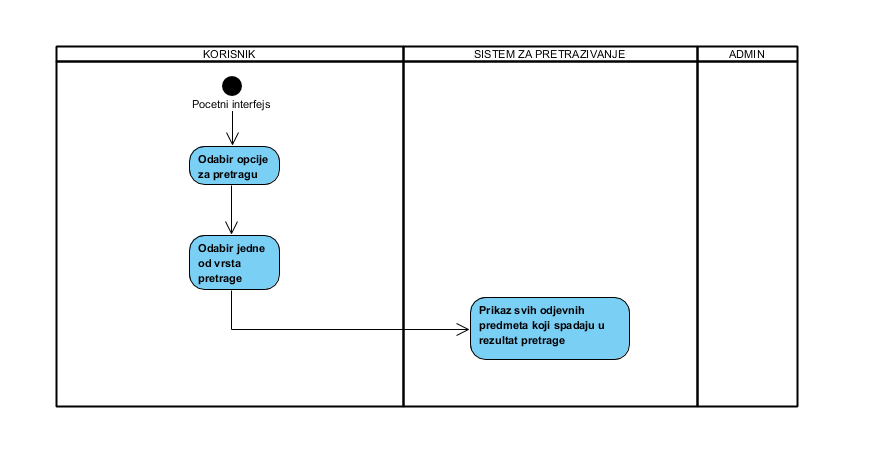 KORISNIK
SISTEM ZA PRETRAZIVANJE
ADMIN
Pocetni interfejs
Odabir opcije
za pretragu
Odabir jedne
od vrsta
pretrage
Prikaz svih odjevnih
predmeta koji spadaju u
rezultat pretrage